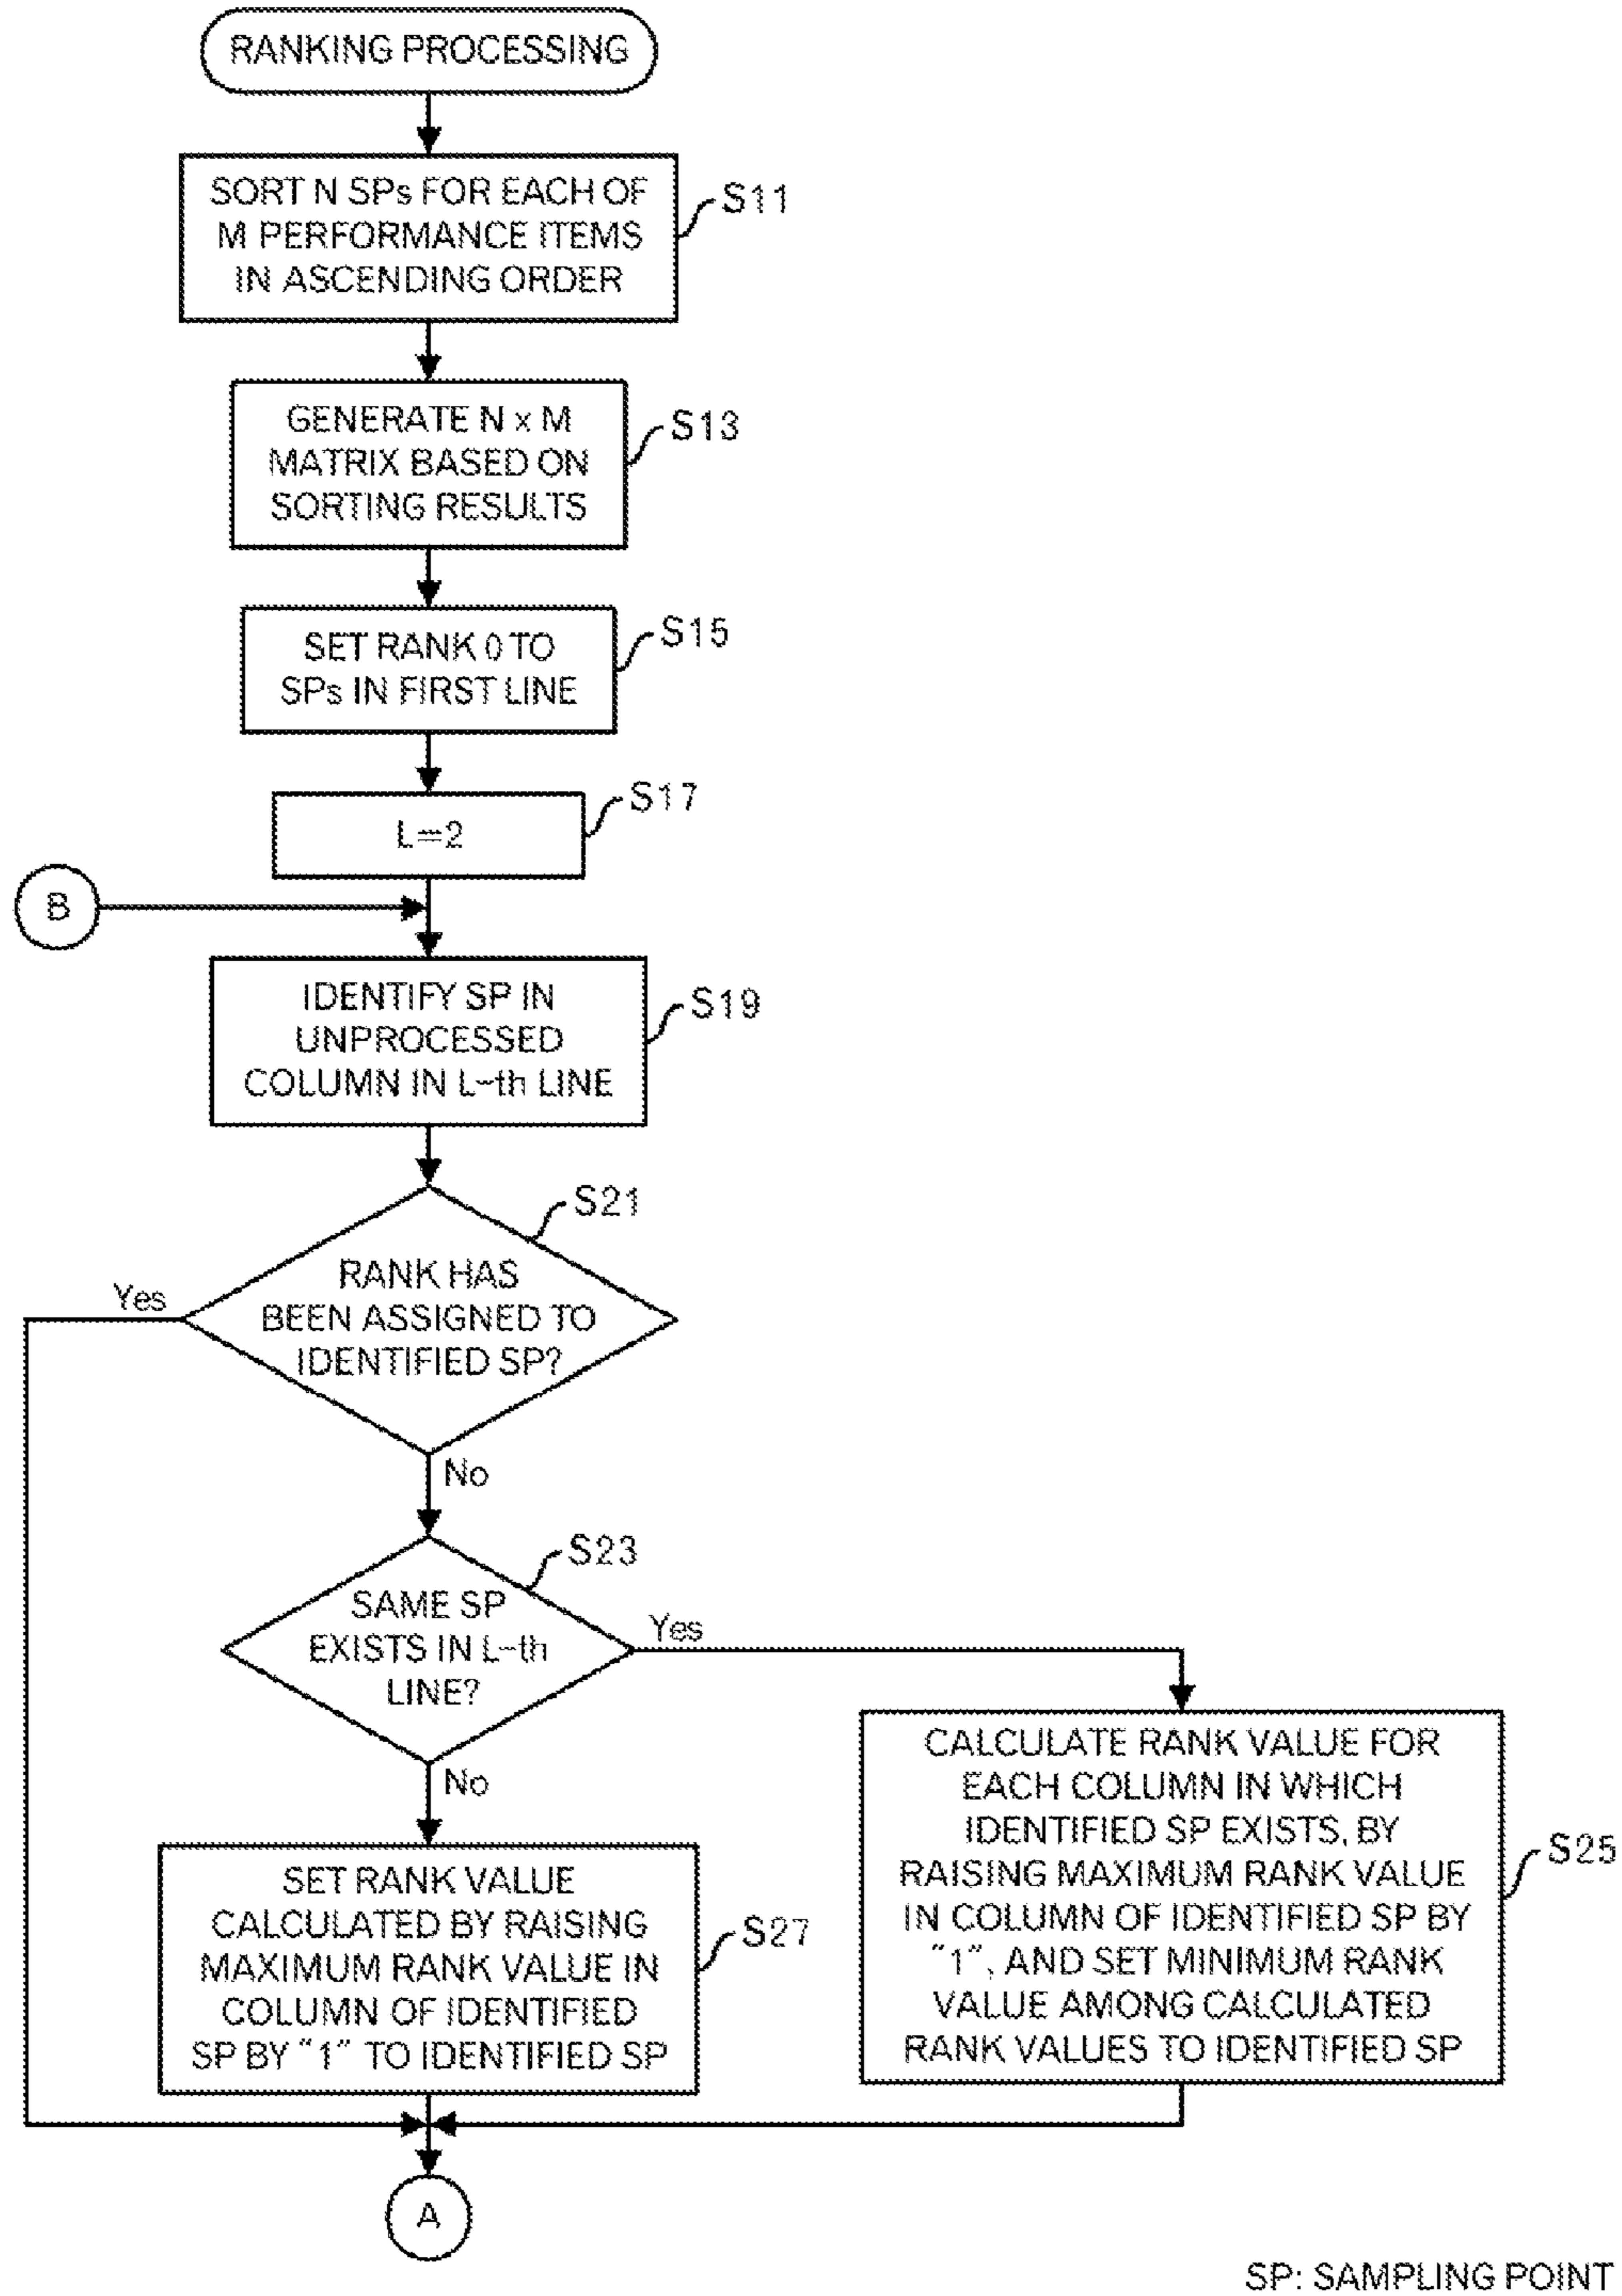 RANKING PROCESSING
SORT N SPs FOR EACH OF
M PERFORMANCE ITEMS
IN ASCENDING ORDER
S11
GENERATE N x M
MATRIX BASED ON
SORTING RESULTS
S13
SET RANK 0 TO
SPs IN FIRST LINE
S15
L=2
S17
B
IDENTIFY SP IN
UNPROCESSED
COLUMN IN L-th LINE
S19
RANK HAS
BEEN ASSIGNED TO
IDENTIFIED SP?
S21
Yes
No
SAME SP
EXISTS IN L-th
LINE?
S23
Yes
No
CALCULATE RANK VALUE FOR
EACH COLUMN IN WHICH
IDENTIFIED SP EXISTS, BY
RAISING MAXIMUM RANK VALUE
IN COLUMN OF IDENTIFIED SP BY
"1", AND SET MINIMUM RANK
VALUE AMONG CALCULATED
RANK VALUES TO IDENTIFIED SP
S25
SET RANK VALUE
CALCULATED BY RAISING
MAXIMUM RANK VALUE IN
COLUMN OF IDENTIFIED
SP BY "1" TO IDENTIFIED SP
S27
A
SP: SAMPLING POINT